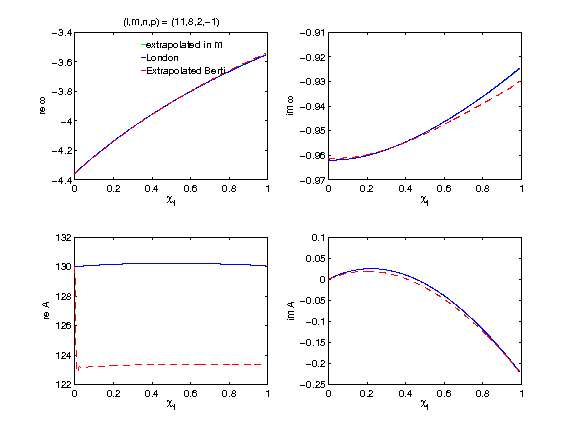 (l,m,n,p) = (11,8,2,−1)
−3.4
−3.6
−3.8
−4
−4.2
−4.4
re ω
0 0.2 0.4 0.6 0.8 1
χf
extrapolated in m
London
Extrapolated Berti
−0.91
−0.92
−0.93
−0.94
−0.95
−0.96
−0.97
im ω
0 0.2 0.4 0.6 0.8 1
χf
132
130
128
126
124
122
re A
0 0.2 0.4 0.6 0.8 1
χf
0.1
0.05
0
−0.05
−0.1
−0.15
−0.2
−0.25
im A
0 0.2 0.4 0.6 0.8 1
χf